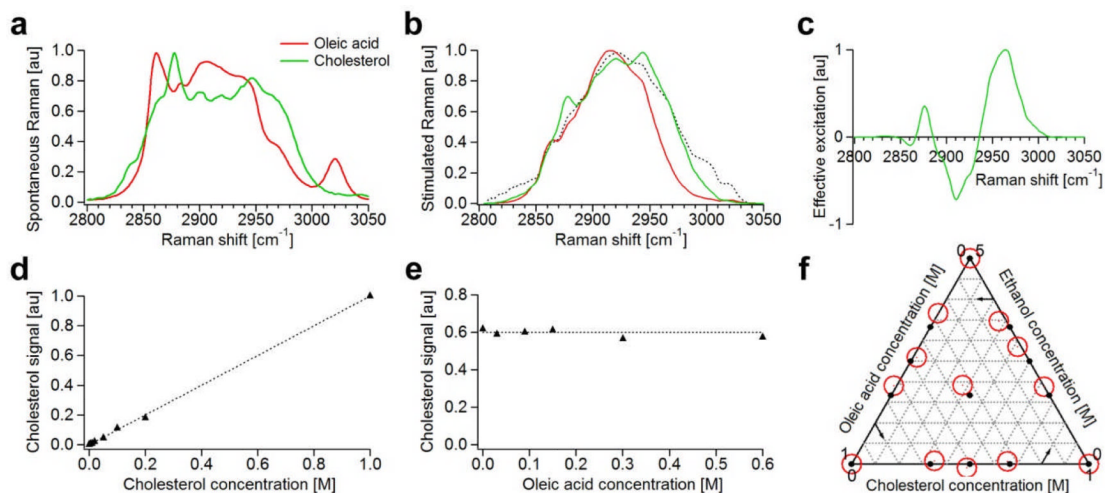 a
Spontaneous Raman [au]
1.0
0.8
0.6
0.4
0.2
0.0
2800 2850 2900 2950 3000 3050
Raman shift [cm-1]
Oleic acid
Cholesterol
b
Stimulated Raman [au]
1.0
0.8
0.6
0.4
0.2
0.0
2800 2850 2900 2950 3000 3050
Raman shift [cm-1]
c
Effective excitation [au]
1
0
-1
2800 2850 2900 2950 3000 3050
Raman shift [cm-1]
d
Cholesterol signal [au]
1.0
0.8
0.6
0.4
0.2
0.0
0.0 0.2 0.4 0.6 0.8 1.0
Cholesterol concentration [M]
e
Cholesterol signal [au]
0.8
0.6
0.4
0.2
0.0
0.0 0.1 0.2 0.3 0.4 0.5 0.6
Oleic acid concentration [M]
f
0 5
Oleic acid concentration [M]
Ethanol concentration [M]
1 0
0 1
Cholesterol concentration [M]